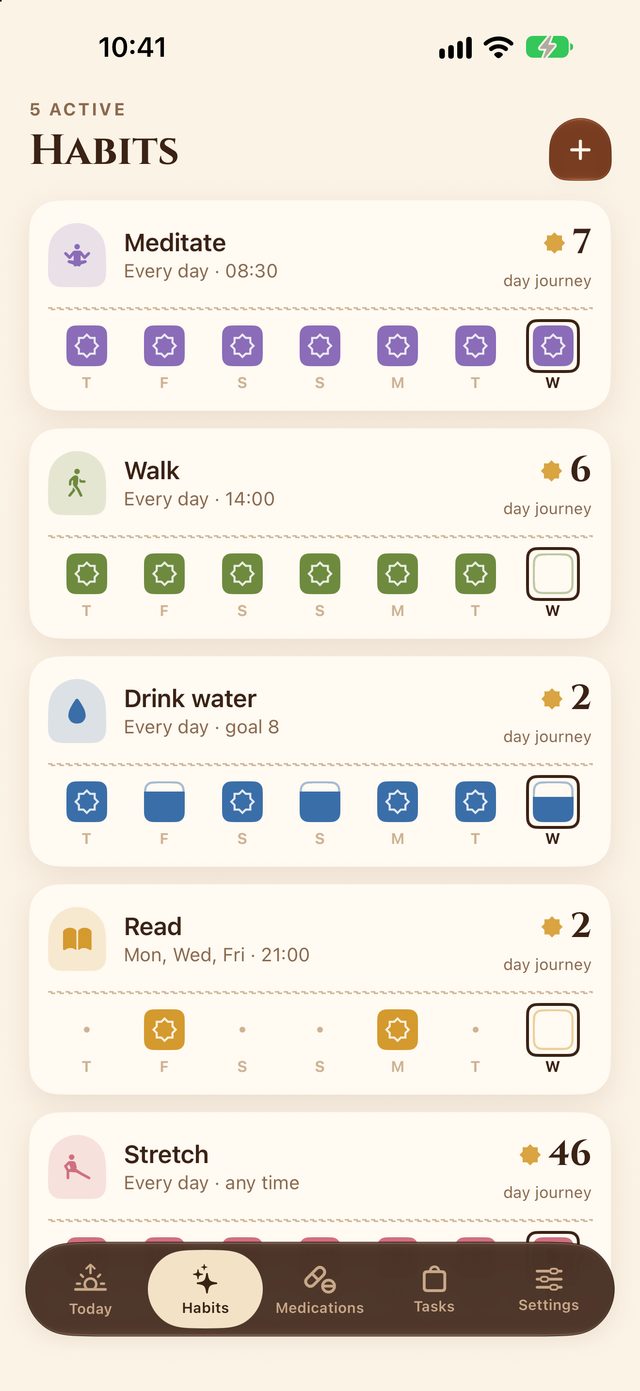 10:41
5 ACTIVE
HABITS
Meditate
Every day · 08:30
7
day journey
T F S S M T W
Walk
Every day · 14:00
6
day journey
T F S S M T W
Drink water
Every day · goal 8
2
day journey
T F S S M T W
Read
Mon, Wed, Fri · 21:00
2
day journey
T F S S M T W
Stretch
Every day · any time
46
day journey
Today Habits Medications Tasks Settings